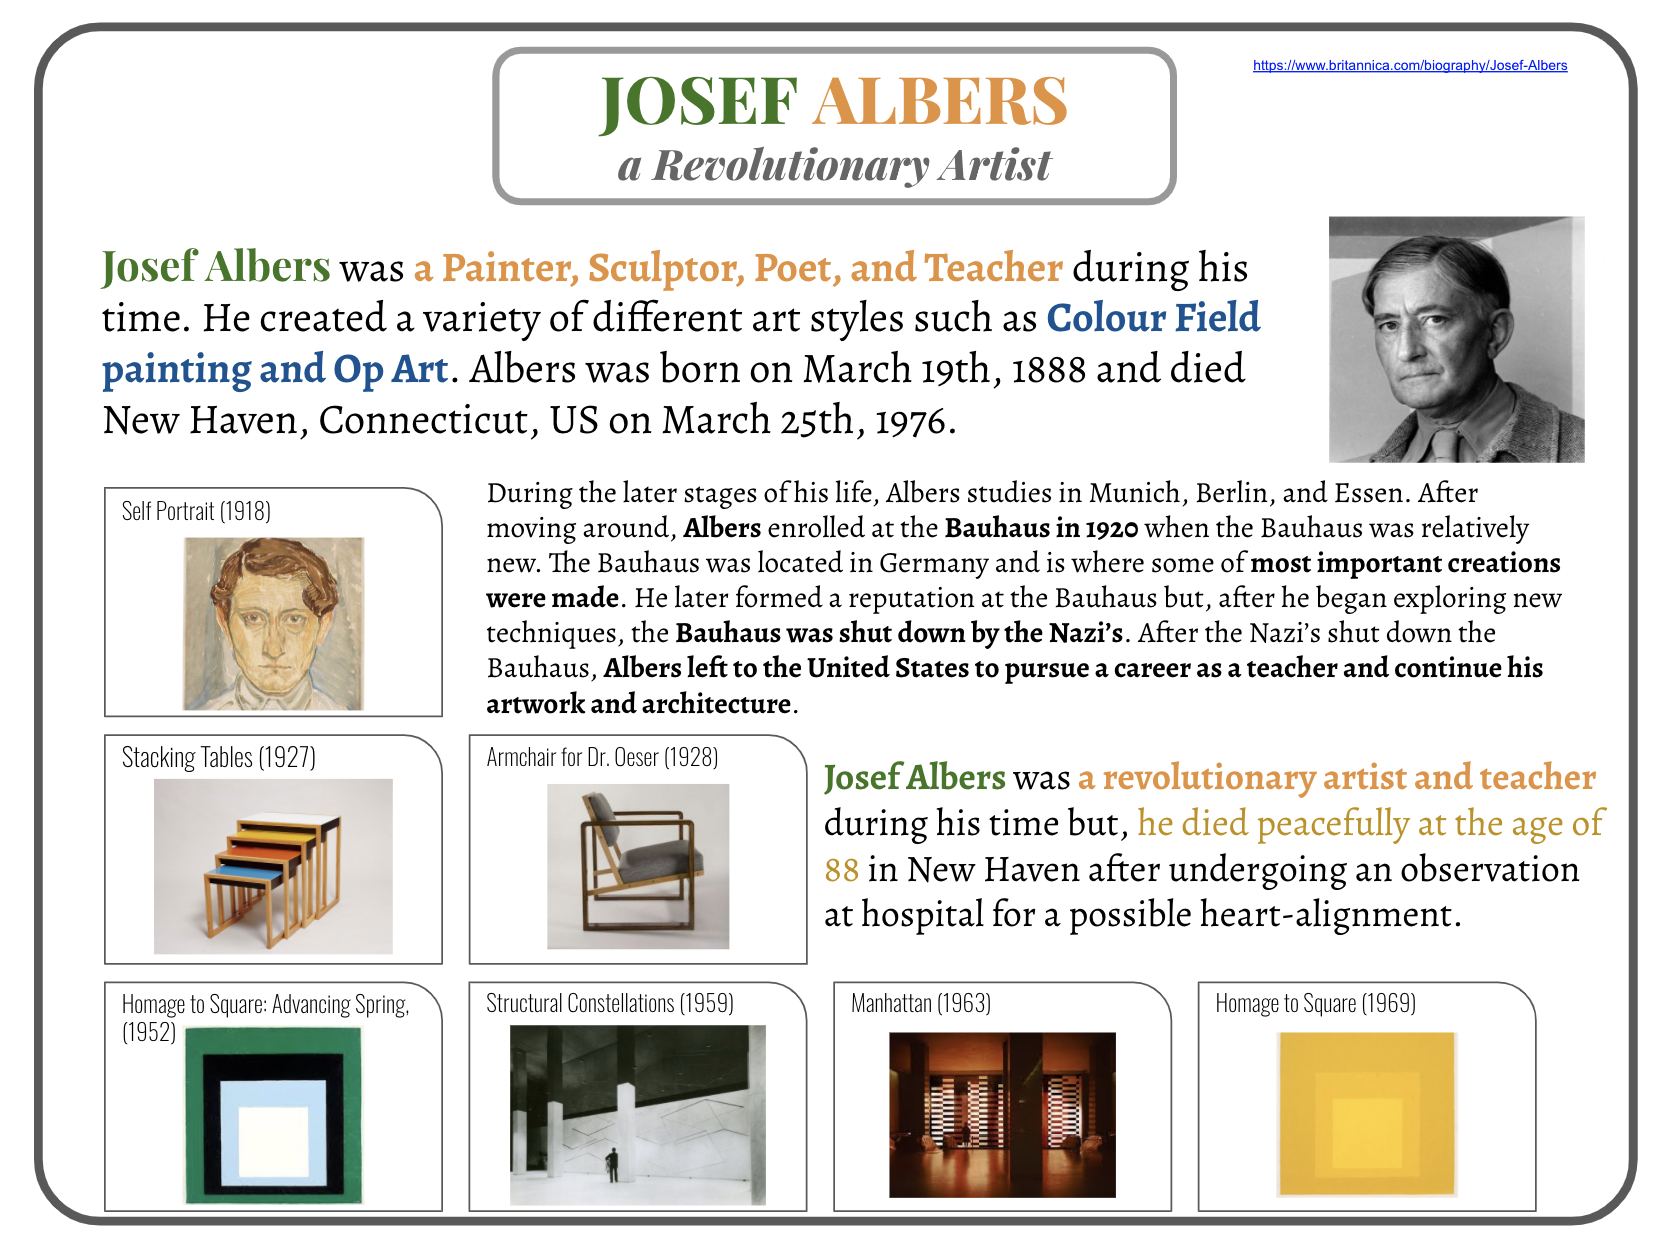 https://www.britannica.com/biography/Josef-Albers
JOSEF ALBERS
a Revolutionary Artist
Josef Albers was a Painter, Sculptor, Poet, and Teacher during his
time. He created a variety of different art styles such as Colour Field
painting and Op Art. Albers was born on March 19th, 1888 and died
New Haven, Connecticut, US on March 25th, 1976.
Self Portrait (1918)
During the later stages of his life, Albers studies in Munich, Berlin, and Essen. After
moving around, Albers enrolled at the Bauhaus in 1920 when the Bauhaus was relatively
new. The Bauhaus was located in Germany and is where some of most important creations
were made. He later formed a reputation at the Bauhaus but, after he began exploring new
techniques, the Bauhaus was shut down by the Nazi’s. After the Nazi’s shut down the
Bauhaus, Albers left to the United States to pursue a career as a teacher and continue his
artwork and architecture.
Stacking Tables (1927)
Armchair for Dr. Oeser (1928)
Josef Albers was a revolutionary artist and teacher
during his time but, he died peacefully at the age of
88 in New Haven after undergoing an observation
at hospital for a possible heart-alignment.
Homage to Square: Advancing Spring,
(1952)
Structural Constellations (1959)
Manhattan (1963)
Homage to Square (1969)